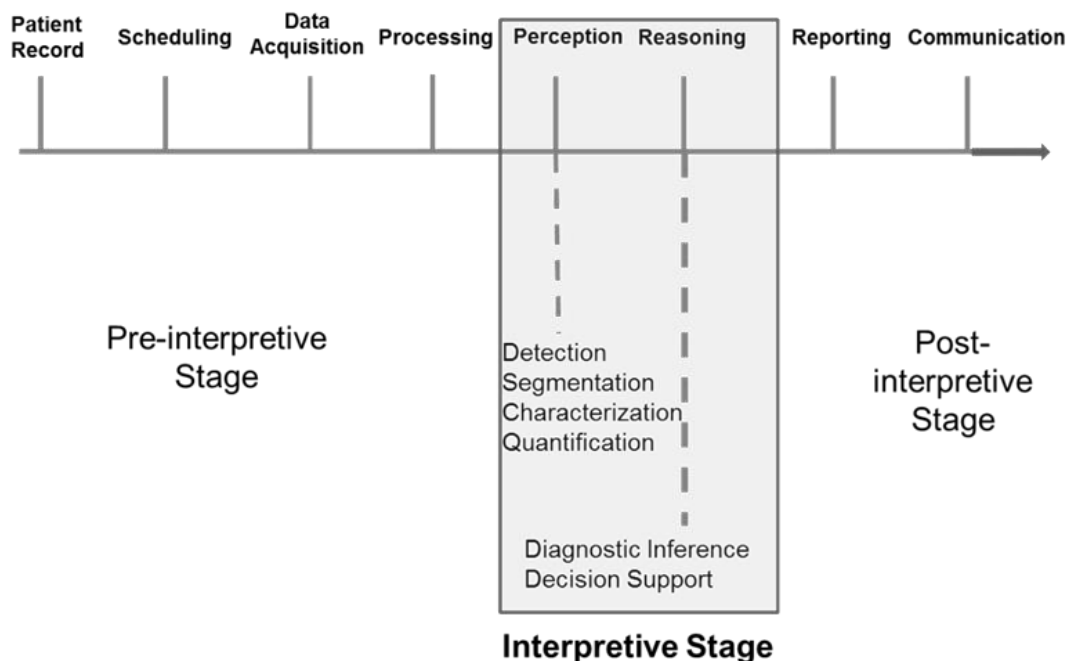 Patient
Record
Scheduling
Data
Acquisition
Processing
Perception
Reasoning
Reporting
Communication
Pre-interpretive
Stage
Detection
Segmentation
Characterization
Quantification
Diagnostic Inference
Decision Support
Post-
interpretive
Stage
Interpretive Stage